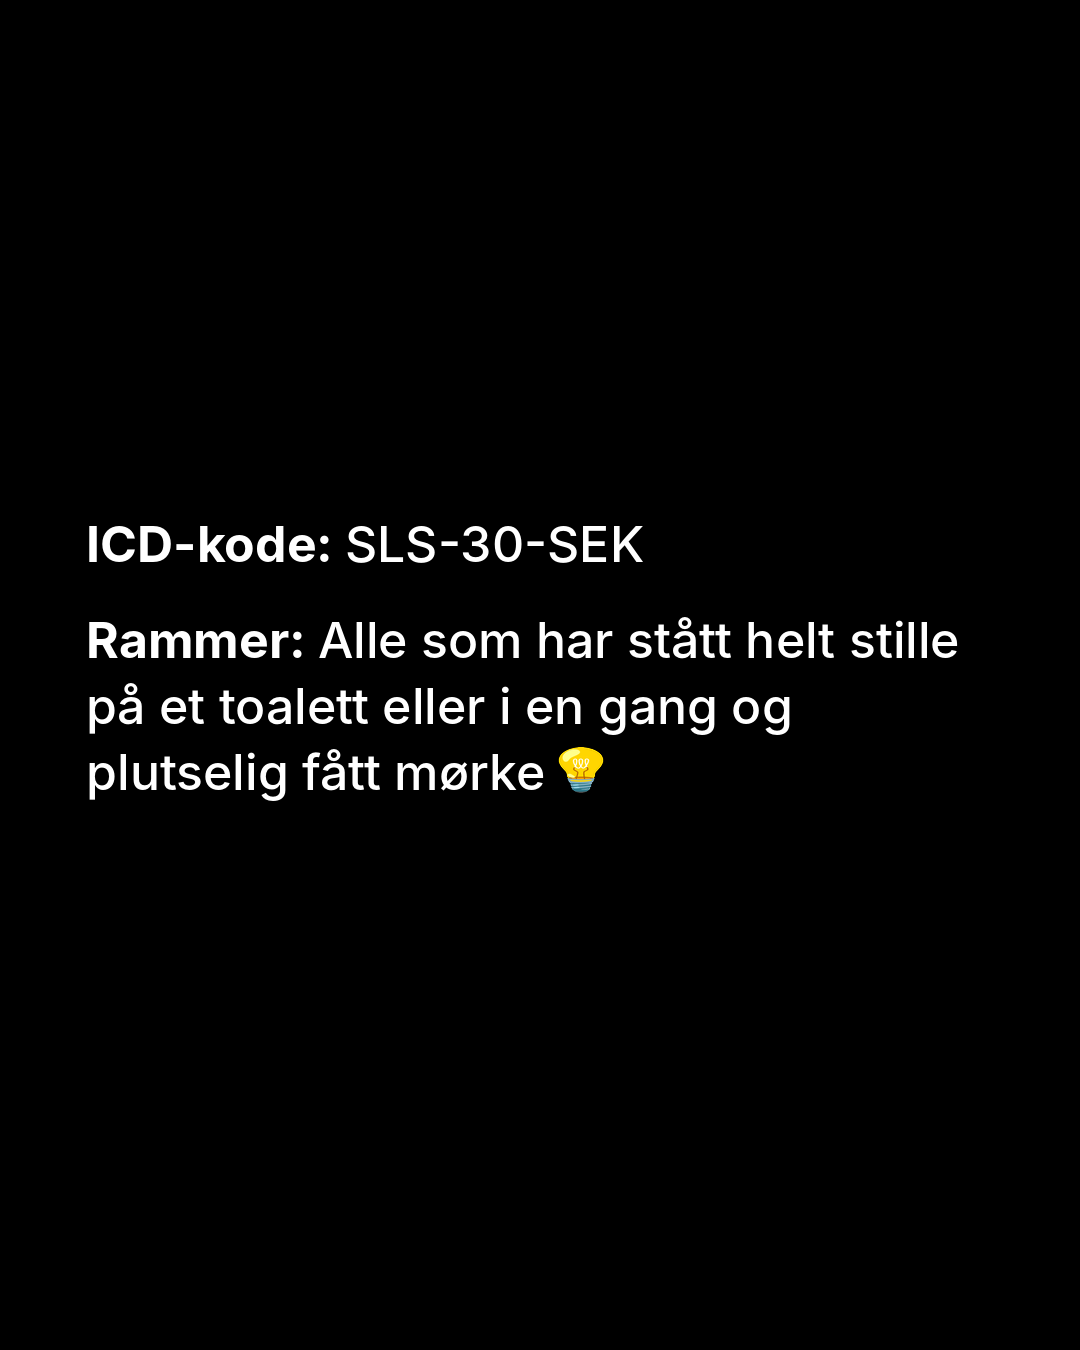 ICD-kode: SLS-30-SEK
Rammer: Alle som har stått helt stille
på et toalett eller i en gang og
plutselig fått mørke💡